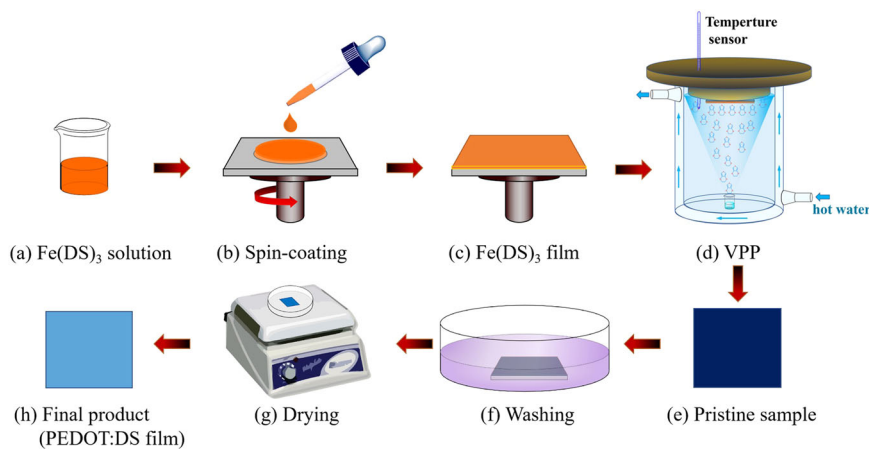 Temperture
sensor
hot water
(a) Fe(DS)₃ solution
(b) Spin-coating
(c) Fe(DS)₃ film
(d) VPP
(h) Final product
(PEDOT:DS film)
(g) Drying
(f) Washing
(e) Pristine sample